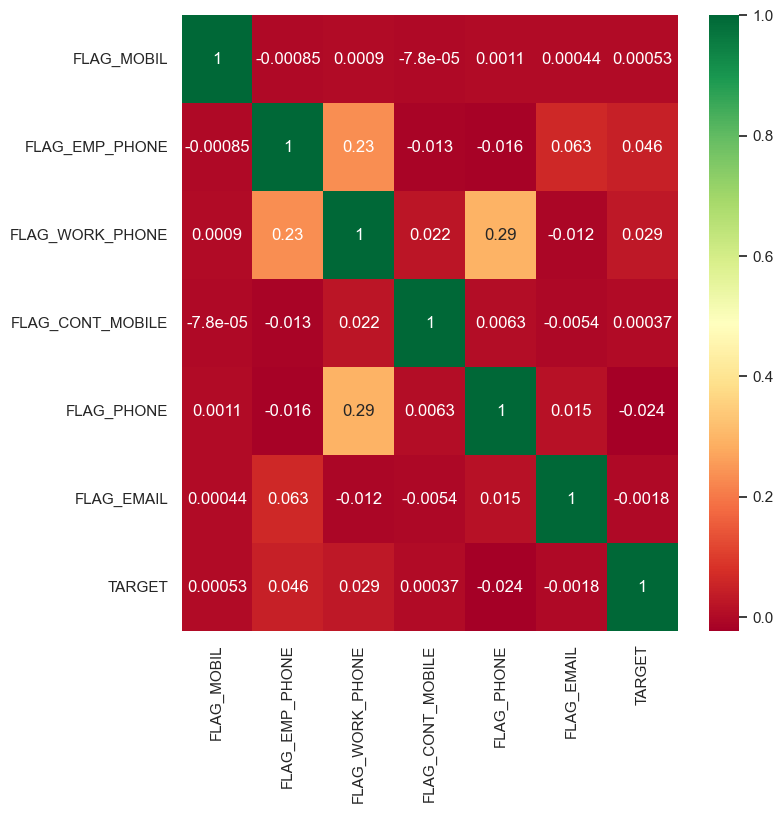 1.0
FLAG_MOBIL 1 -0.00085 0.0009 -7.8e-05 0.0011 0.00044 0.00053
FLAG_EMP_PHONE -0.00085 1 0.23 -0.013 -0.016 0.063 0.046
0.8
FLAG_WORK_PHONE 0.0009 0.23 1 0.022 0.29 -0.012 0.029
0.6
FLAG_CONT_MOBILE -7.8e-05 -0.013 0.022 1 0.0063 -0.0054 0.00037
0.4
FLAG_PHONE 0.0011 -0.016 0.29 0.0063 1 0.015 -0.024
0.2
FLAG_EMAIL 0.00044 0.063 -0.012 -0.0054 0.015 1 -0.0018
TARGET 0.00053 0.046 0.029 0.00037 -0.024 -0.0018 1
0.0
FLAG_MOBIL
FLAG_EMP_PHONE
FLAG_WORK_PHONE
FLAG_CONT_MOBILE
FLAG_PHONE
FLAG_EMAIL
TARGET